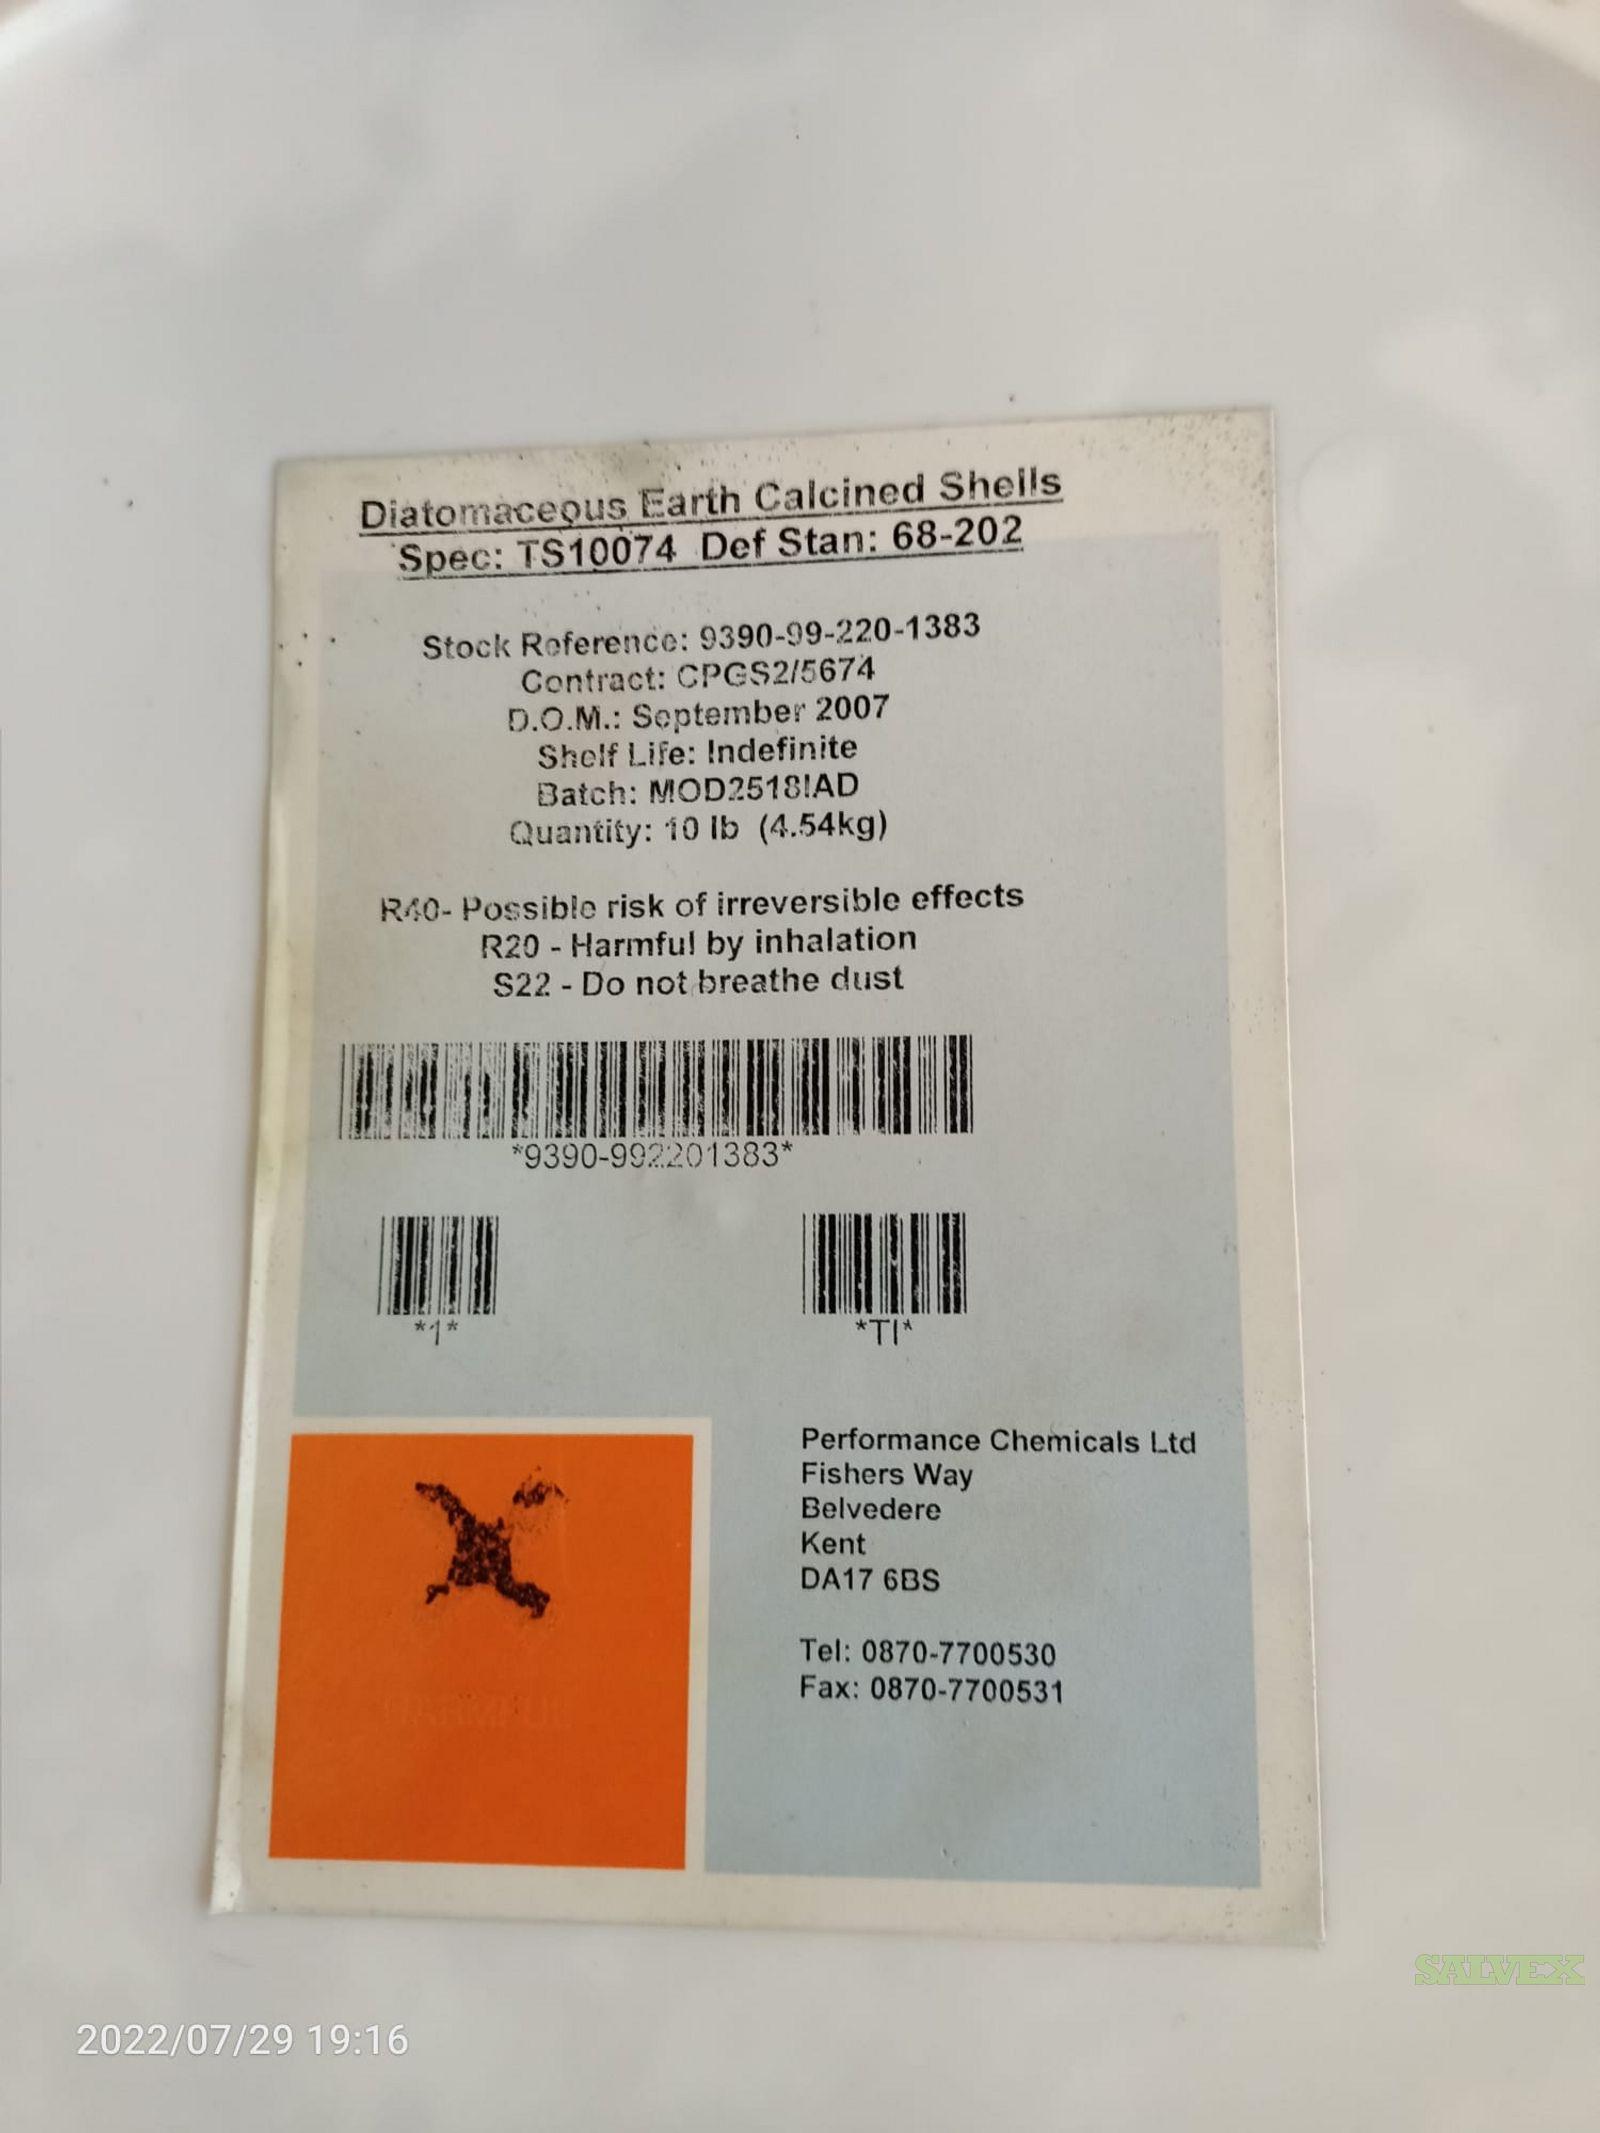 Diatomaceous Earth Calcined Shells
Spec: TS10074 Def Stan: 68-202
Stock Reference: 9390-99-220-1383
Contract: CPGS2/5674
D.O.M.: September 2007
Shelf Life: Indefinite
Batch: MOD2518IAD
Quantity: 10 lb (4.54kg)
R40- Possible risk of irreversible effects
R20 - Harmful by inhalation
S22 - Do not breathe dust
*9390-992201383*
*1*
*TI*
HARMFUL
Performance Chemicals Ltd
Fishers Way
Belvedere
Kent
DA17 6BS
Tel: 0870-7700530
Fax: 0870-7700531
SALVEX
2022/07/29 19:16